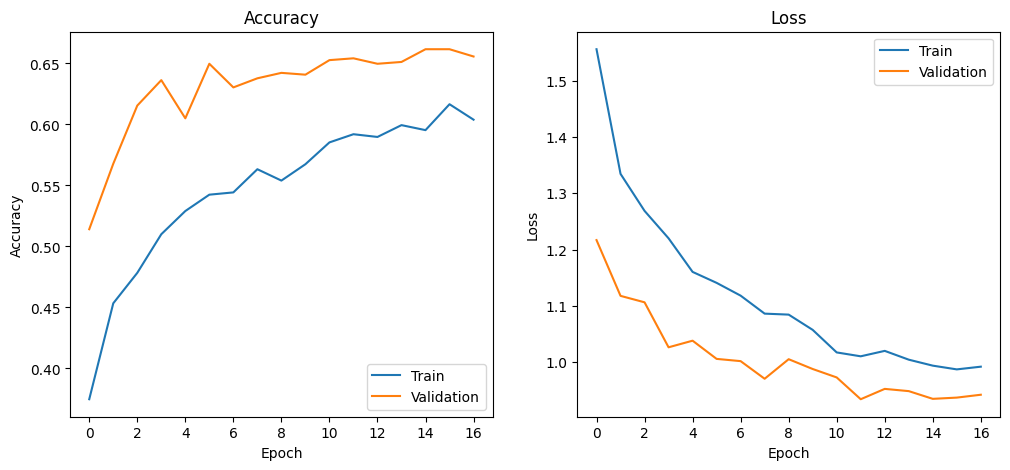 Accuracy
Accuracy
0.65
0.60
0.55
0.50
0.45
0.40
0 2 4 6 8 10 12 14 16
Epoch
Train
Validation
Loss
Loss
1.5
1.4
1.3
1.2
1.1
1.0
0 2 4 6 8 10 12 14 16
Epoch
Train
Validation